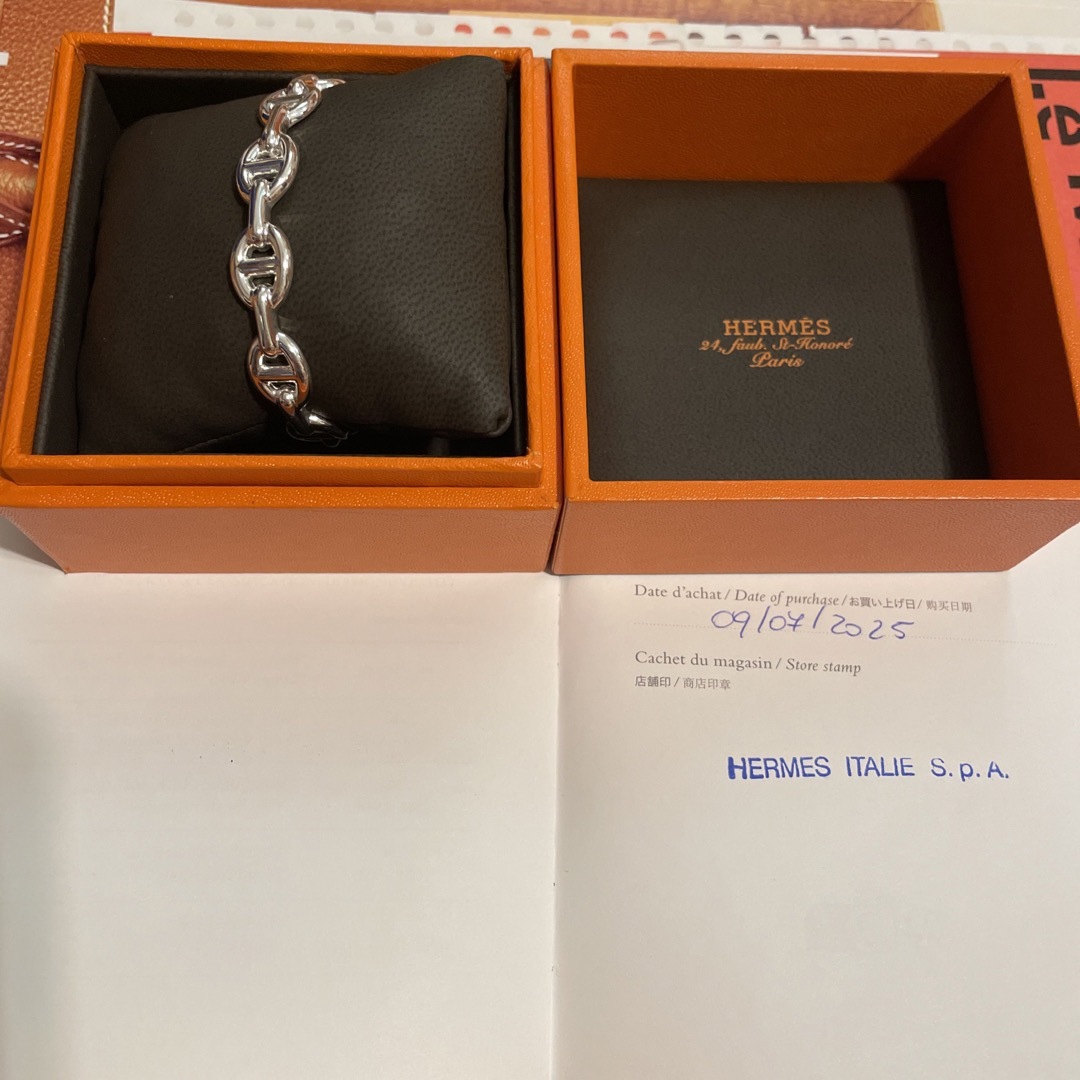 HERMÈS
24, faub. St-Honoré
Paris
Date d'achat / Date of purchase / お買い上げ日 / 购买日期
09/07/2025
Cachet du magasin / Store stamp
店舗印 / 商店印章
HERMES ITALIE S.p.A.